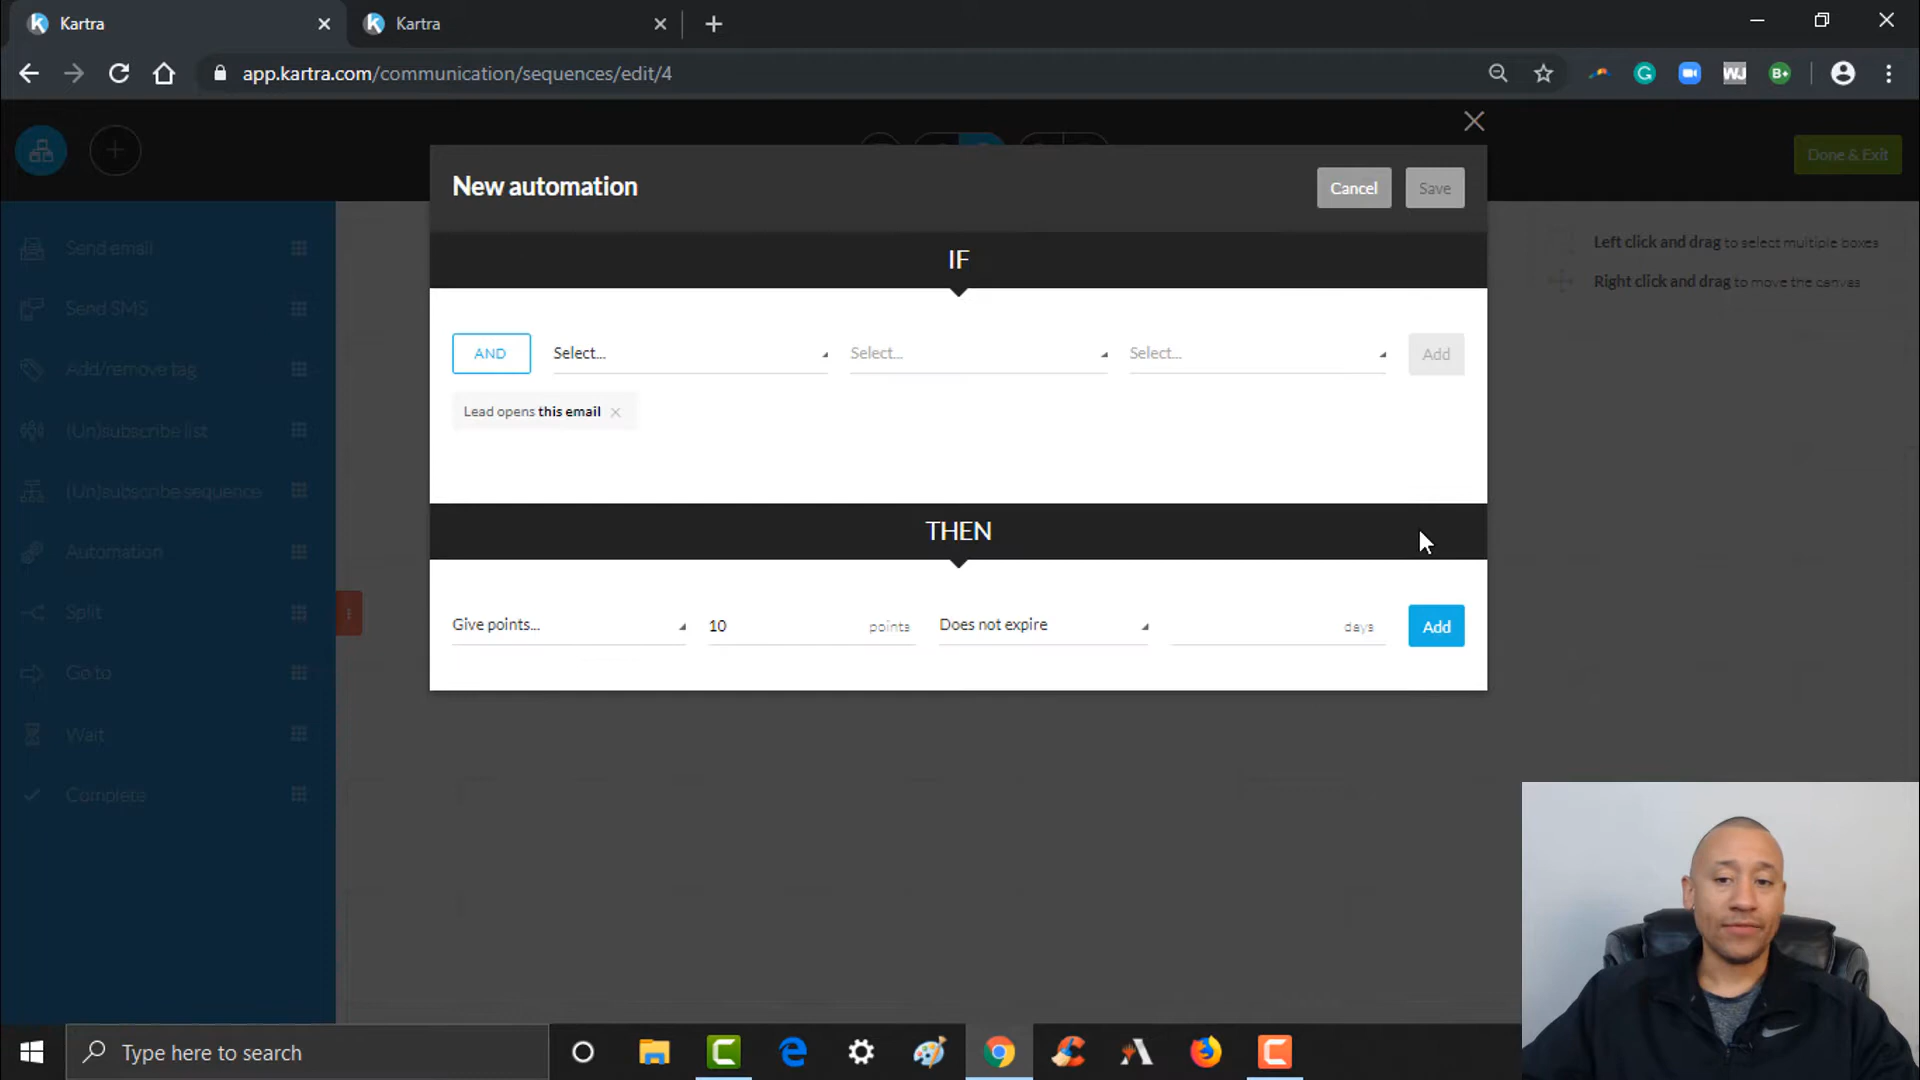 Kartra
Kartra
app.kartra.com/communication/sequences/edit/4
WJ
B+
Done & Exit
New automation
Cancel
Save
IF
Send email
Left click and drag to select multiple boxes
Right click and drag to move the canvas
Send SMS
AND
Select...
Select...
Select...
Add
Add/remove tag
Lead opens this email
(Un)subscribe list
(Un)subscribe sequence
THEN
Automation
Split
Give points...
10
points
Does not expire
days
Add
Go to
Wait
Complete
Type here to search